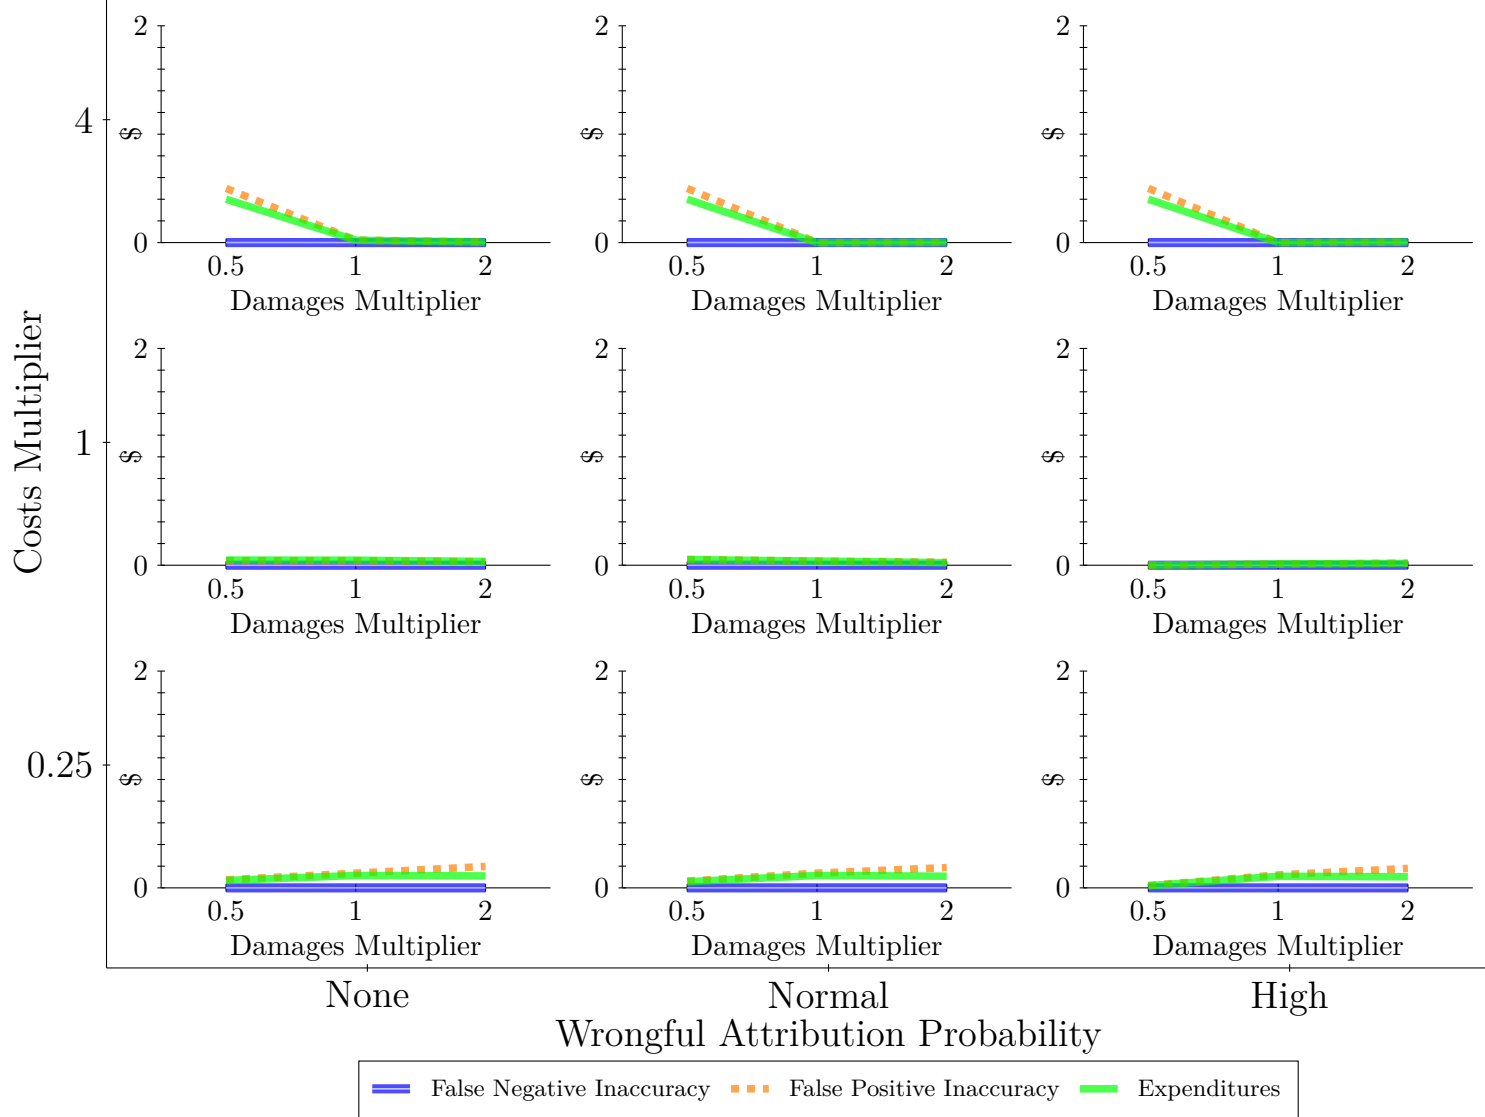 Costs Multiplier
4
2
$
0
0.5 1 2
Damages Multiplier
2
$
0
0.5 1 2
Damages Multiplier
2
$
0
0.5 1 2
Damages Multiplier
1
2
$
0
0.5 1 2
Damages Multiplier
2
$
0
0.5 1 2
Damages Multiplier
2
$
0
0.5 1 2
Damages Multiplier
0.25
2
$
0
0.5 1 2
Damages Multiplier
2
$
0
0.5 1 2
Damages Multiplier
2
$
0
0.5 1 2
Damages Multiplier
None Normal High
Wrongful Attribution Probability
False Negative Inaccuracy False Positive Inaccuracy Expenditures